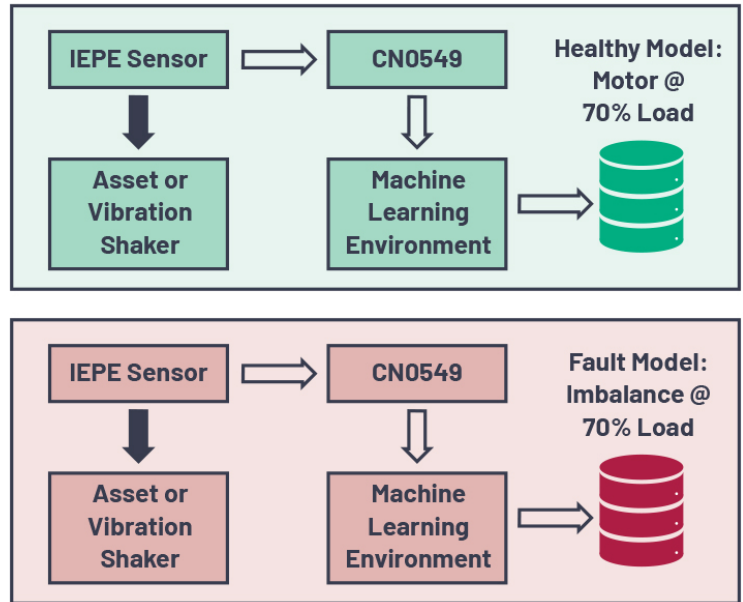 IEPE Sensor
CN0549
Healthy Model:
Motor @
70% Load
Asset or
Vibration
Shaker
Machine
Learning
Environment
IEPE Sensor
CN0549
Fault Model:
Imbalance @
70% Load
Asset or
Vibration
Shaker
Machine
Learning
Environment